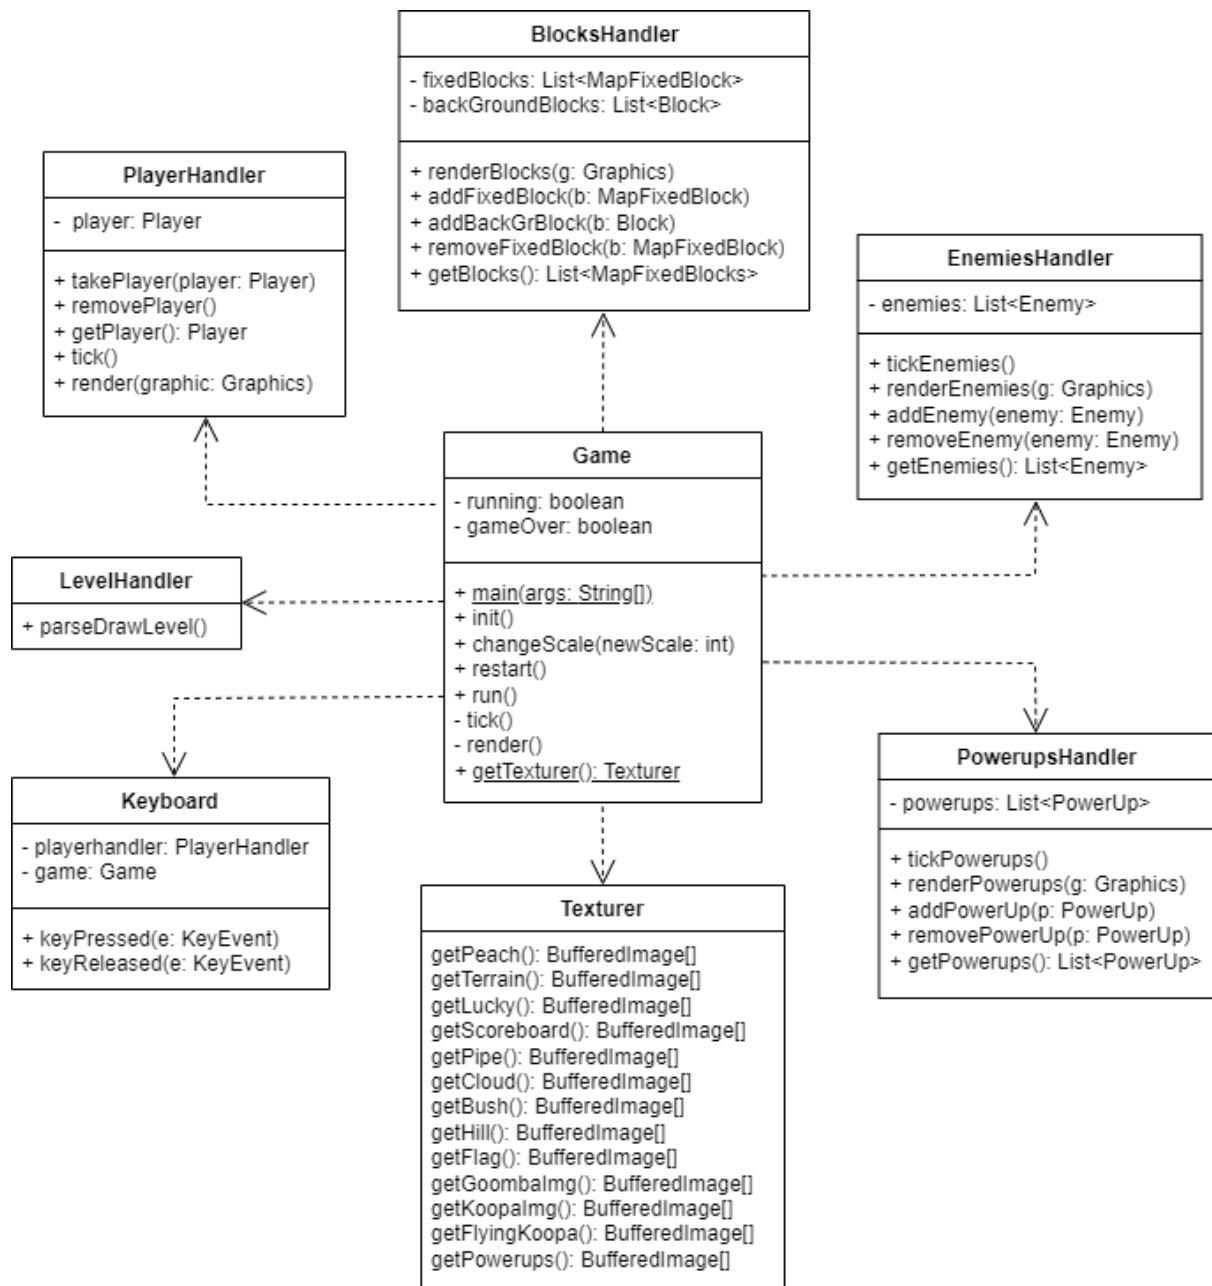 BlocksHandler
- fixedBlocks: List<MapFixedBlock>
- backGroundBlocks: List<Block>
+ renderBlocks(g: Graphics)
+ addFixedBlock(b: MapFixedBlock)
+ addBackGrBlock(b: Block)
+ removeFixedBlock(b: MapFixedBlock)
+ getBlocks(): List<MapFixedBlocks>
PlayerHandler
- player: Player
+ takePlayer(player: Player)
+ removePlayer()
+ getPlayer(): Player
+ tick()
+ render(graphic: Graphics)
EnemiesHandler
- enemies: List<Enemy>
+ tickEnemies()
+ renderEnemies(g: Graphics)
+ addEnemy(enemy: Enemy)
+ removeEnemy(enemy: Enemy)
+ getEnemies(): List<Enemy>
Game
- running: boolean
- gameOver: boolean
+ main(args: String[])
+ init()
+ changeScale(newScale: int)
+ restart()
+ run()
- tick()
- render()
+ getTexturer(): Texturer
LevelHandler
+ parseDrawLevel()
Keyboard
- playerhandler: PlayerHandler
- game: Game
+ keyPressed(e: KeyEvent)
+ keyReleased(e: KeyEvent)
PowerupsHandler
- powerups: List<PowerUp>
+ tickPowerups()
+ renderPowerups(g: Graphics)
+ addPowerUp(p: PowerUp)
+ removePowerUp(p: PowerUp)
+ getPowerups(): List<PowerUp>
Texturer
getPeach(): BufferedImage[]
getTerrain(): BufferedImage[]
getLucky(): BufferedImage[]
getScoreboard(): BufferedImage[]
getPipe(): BufferedImage[]
getCloud(): BufferedImage[]
getBush(): BufferedImage[]
getHill(): BufferedImage[]
getFlag(): BufferedImage[]
getGoombaImg(): BufferedImage[]
getKoopaImg(): BufferedImage[]
getFlyingKoopa(): BufferedImage[]
getPowerups(): BufferedImage[]